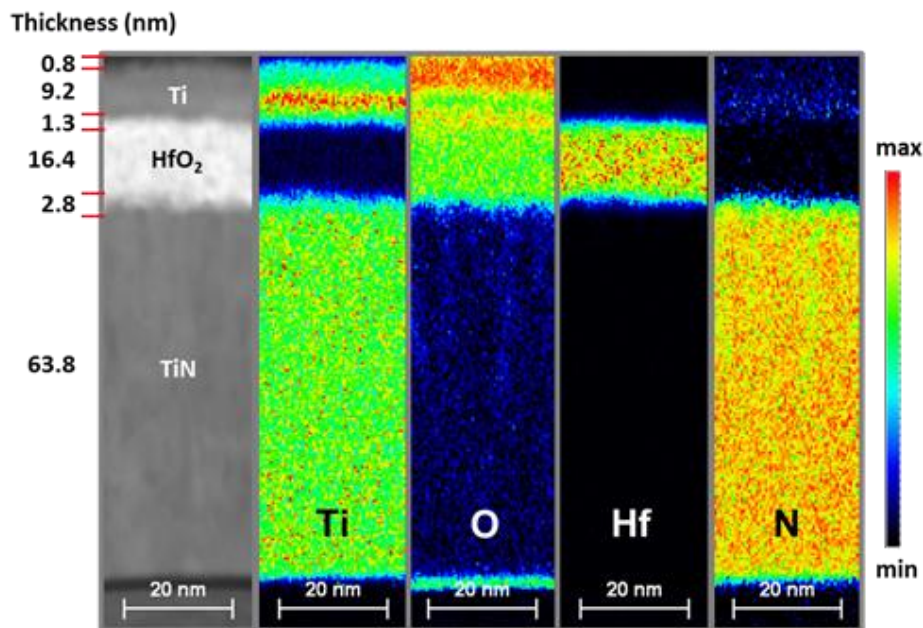 Thickness (nm)
0.8
9.2
1.3
16.4
2.8
63.8
Ti
HfO₂
TiN
Ti
O
Hf
N
20 nm
20 nm
20 nm
20 nm
20 nm
max
min